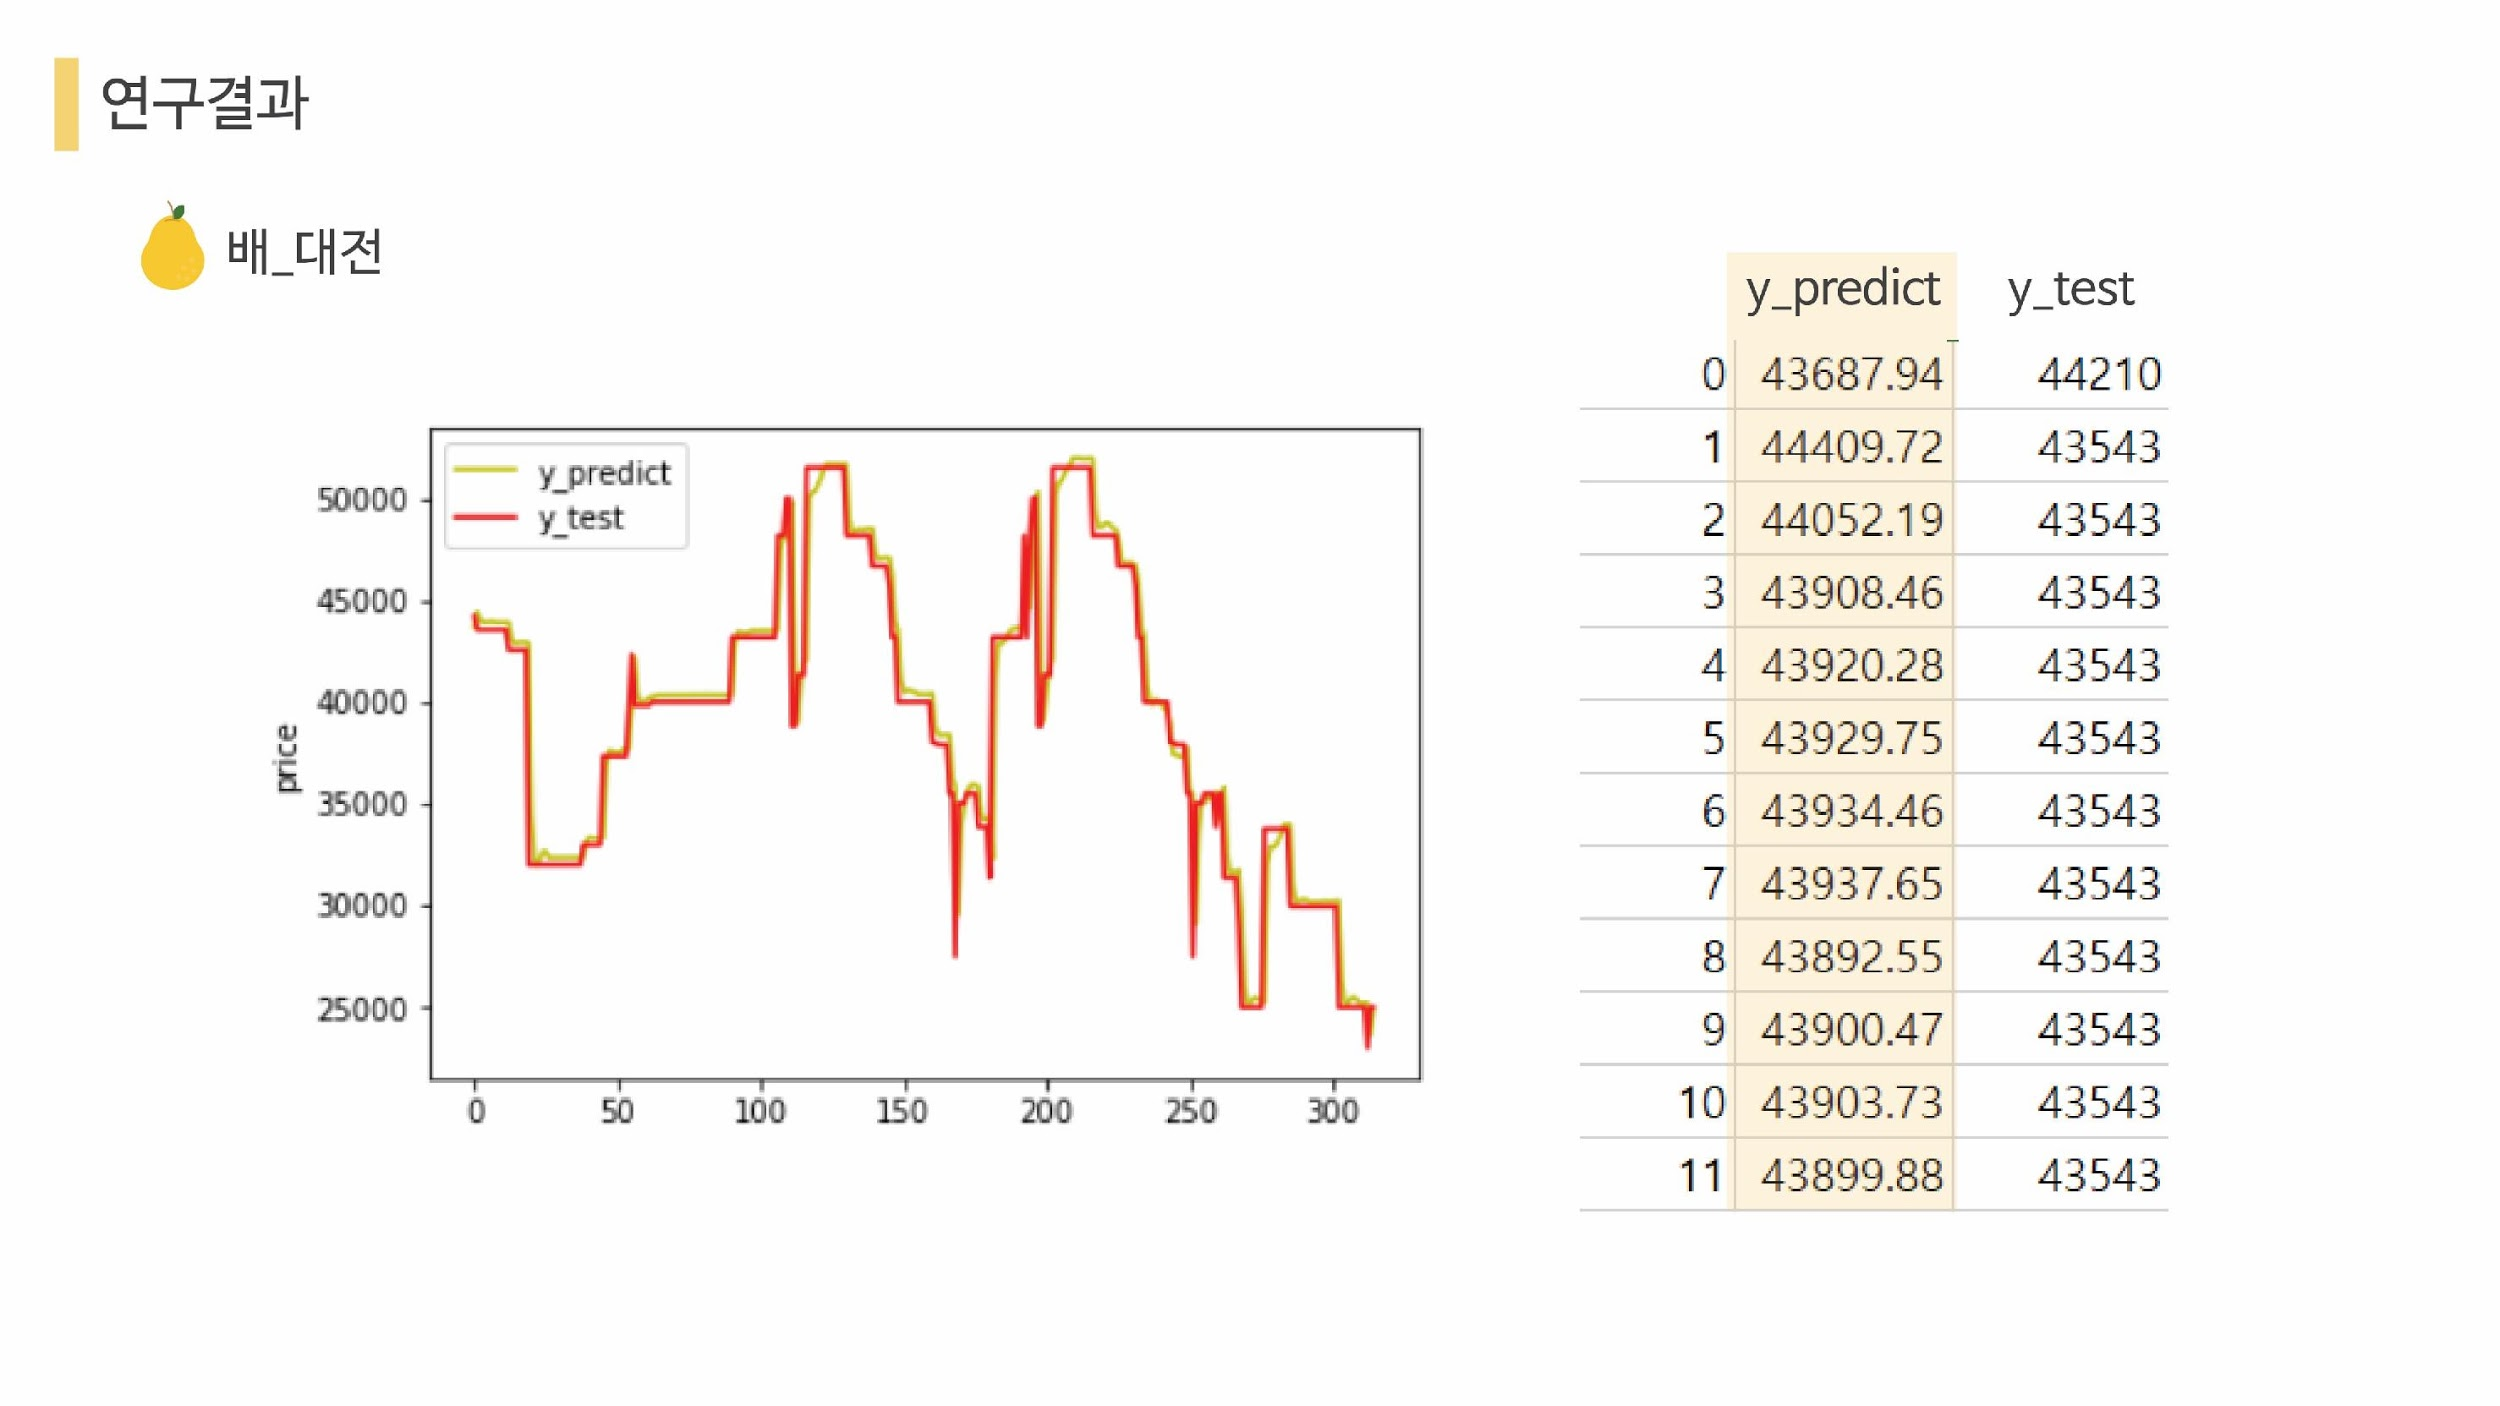 연구결과
배_대전
y_predict
y_test
50000
45000
40000
35000
30000
25000
price
0 50 100 150 200 250 300
y_predict y_test
0 43687.94 44210
1 44409.72 43543
2 44052.19 43543
3 43908.46 43543
4 43920.28 43543
5 43929.75 43543
6 43934.46 43543
7 43937.65 43543
8 43892.55 43543
9 43900.47 43543
10 43903.73 43543
11 43899.88 43543